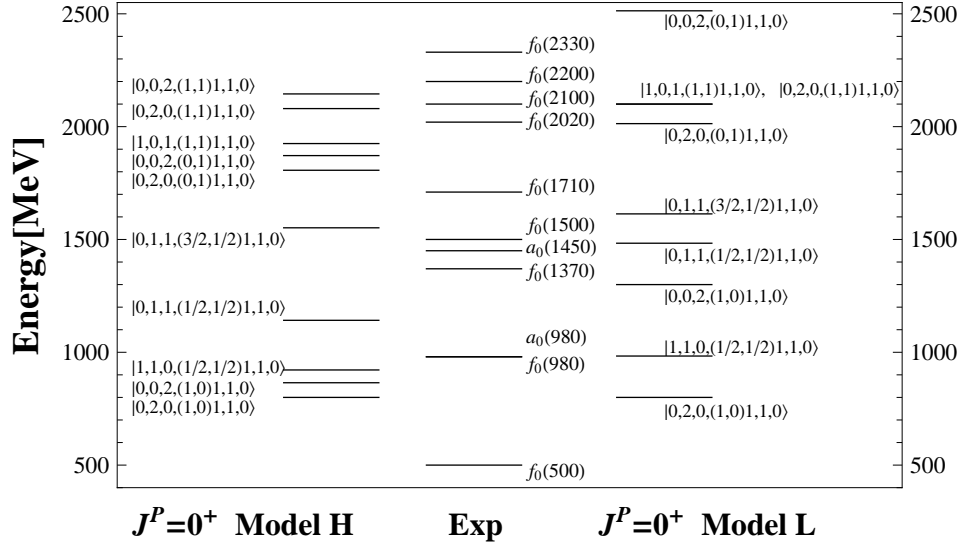 2500
2000
1500
1000
500
Energy[MeV]
|0,0,2,(1,1)1,1,0⟩
|0,2,0,(1,1)1,1,0⟩
|1,0,1,(1,1)1,1,0⟩
|0,0,2,(0,1)1,1,0⟩
|0,2,0,(0,1)1,1,0⟩
|0,1,1,(3/2,1/2)1,1,0⟩
|0,1,1,(1/2,1/2)1,1,0⟩
|1,1,0,(1/2,1/2)1,1,0⟩
|0,0,2,(1,0)1,1,0⟩
|0,2,0,(1,0)1,1,0⟩
f₀(2330)
f₀(2200)
f₀(2100)
f₀(2020)
f₀(1710)
f₀(1500)
a₀(1450)
f₀(1370)
a₀(980)
f₀(980)
f₀(500)
|0,0,2,(0,1)1,1,0⟩
|1,0,1,(1,1)1,1,0⟩, |0,2,0,(1,1)1,1,0⟩
|0,2,0,(0,1)1,1,0⟩
|0,1,1,(3/2,1/2)1,1,0⟩
|0,1,1,(1/2,1/2)1,1,0⟩
|0,0,2,(1,0)1,1,0⟩
|1,1,0,(1/2,1/2)1,1,0⟩
|0,2,0,(1,0)1,1,0⟩
2500
2000
1500
1000
500
Jᴾ=0⁺ Model H Exp Jᴾ=0⁺ Model L